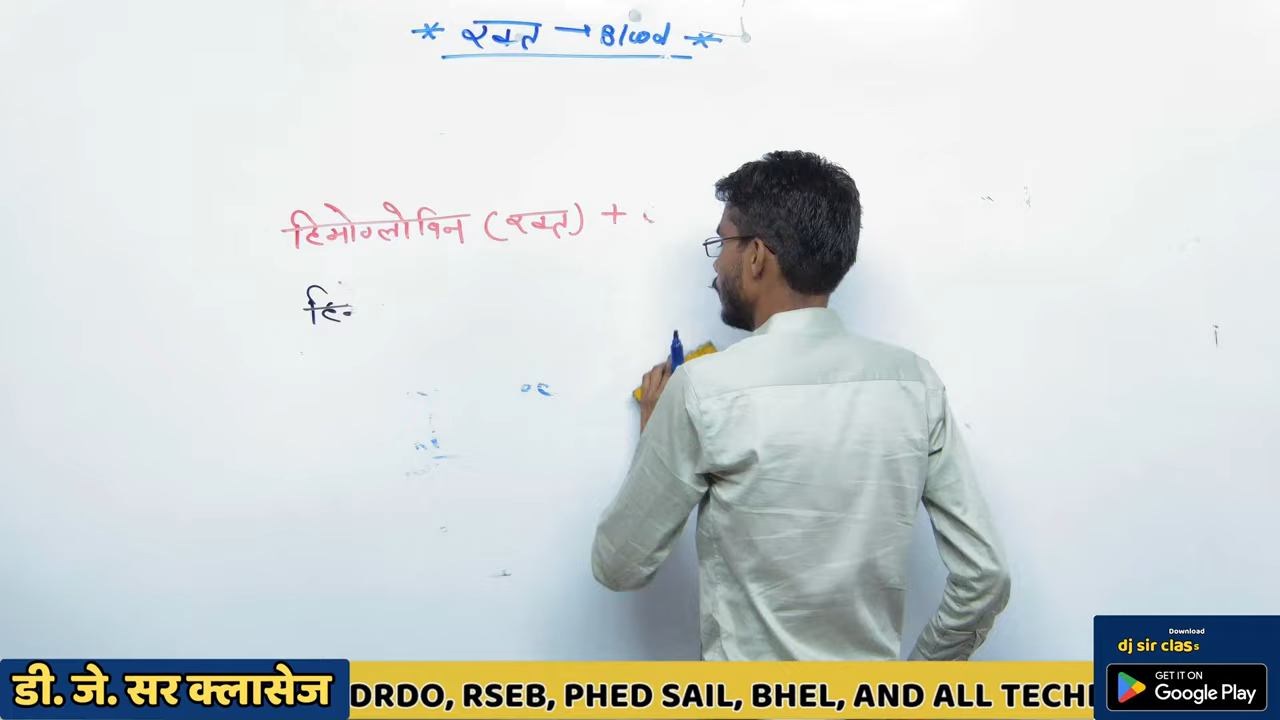 * रक्त → Blood *
हिमोग्लोबिन (रक्त) +
हि
डी. जे. सर क्लासेज
DRDO, RSEB, PHED SAIL, BHEL, AND ALL TECH
Download
dj sir class
GET IT ON
Google Play